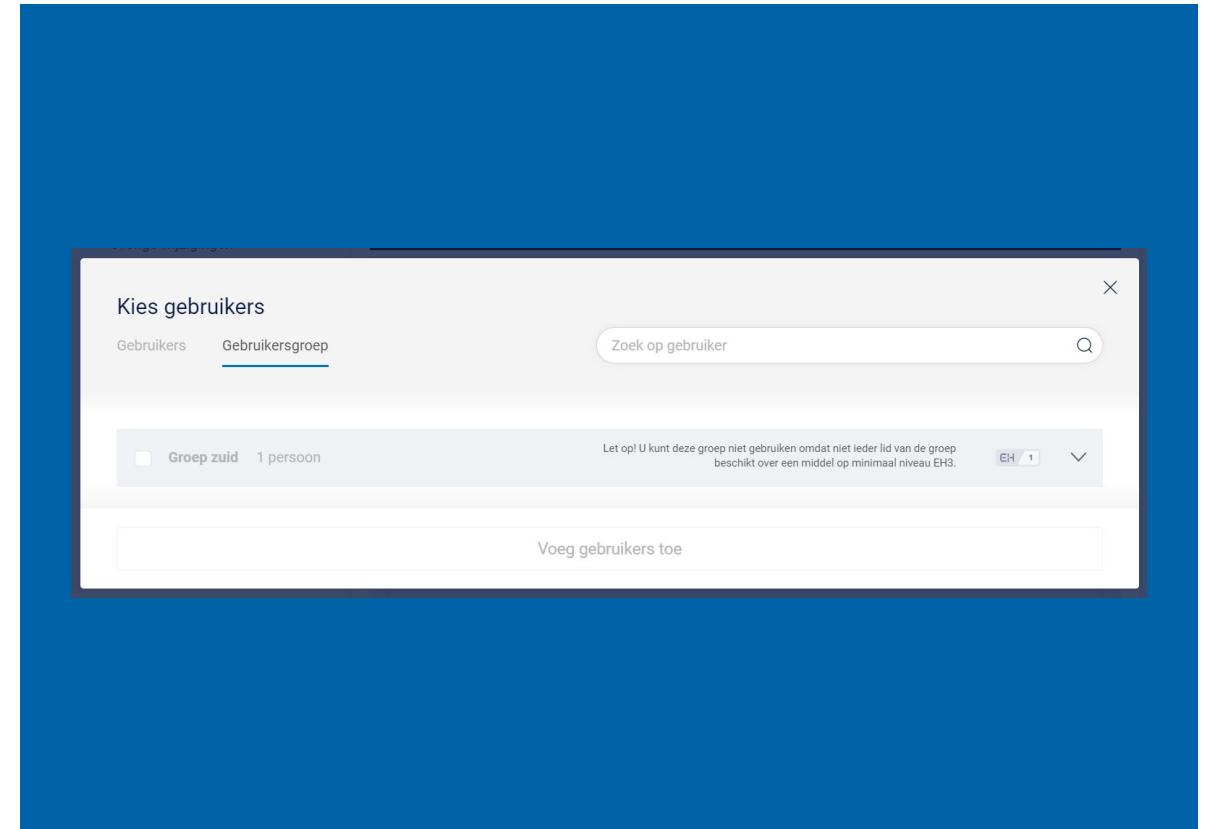 Kies gebruikers
Gebruikers Gebruikersgroep
Zoek op gebruiker
Groep zuid 1 persoon
Let op! U kunt deze groep niet gebruiken omdat niet ieder lid van de groep
beschikt over een middel op minimaal niveau EH3.
EH 1
Voeg gebruikers toe